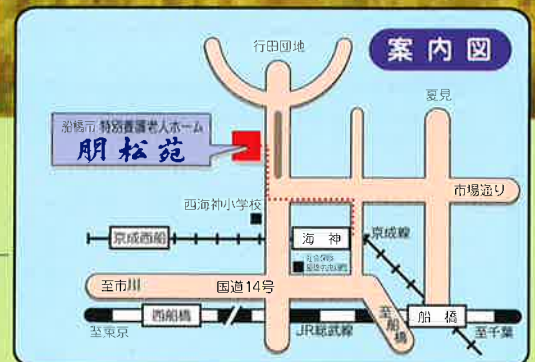 案内図
行田団地
夏見
船橋市 特別養護老人ホーム
朋松苑
市場通り
西海神小学校
京成西船
海神
京成線
至市川
国道14号
至船橋
船橋
西船橋
至東京
JR総武線
至千葉